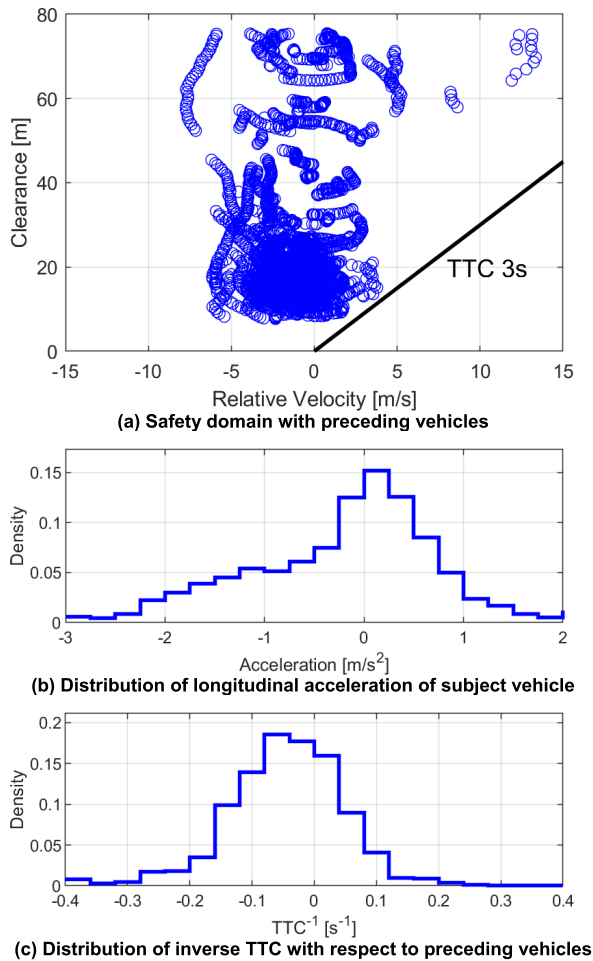 80
60
40
20
0
Clearance [m]
TTC 3s
-15 -10 -5 0 5 10 15
Relative Velocity [m/s]
(a) Safety domain with preceding vehicles
0.15
0.1
0.05
0
Density
-3 -2 -1 0 1 2
Acceleration [m/s²]
(b) Distribution of longitudinal acceleration of subject vehicle
0.2
0.15
0.1
0.05
0
Density
-0.4 -0.3 -0.2 -0.1 0 0.1 0.2 0.3 0.4
TTC⁻¹ [s⁻¹]
(c) Distribution of inverse TTC with respect to preceding vehicles